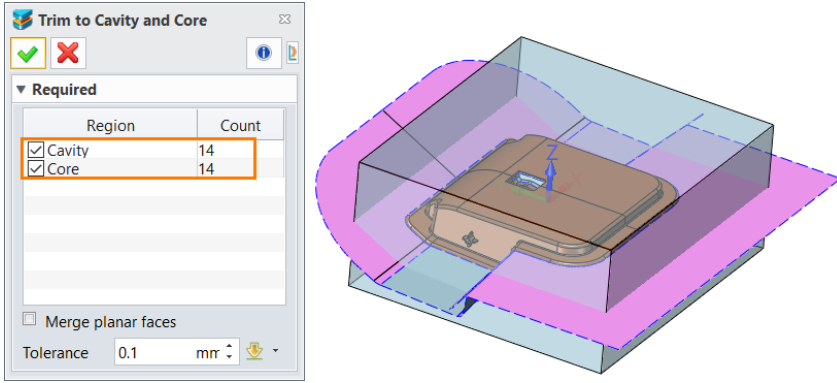 Trim to Cavity and Core
Required
Region Count
Cavity 14
Core 14
Merge planar faces
Tolerance 0.1 mm
Z